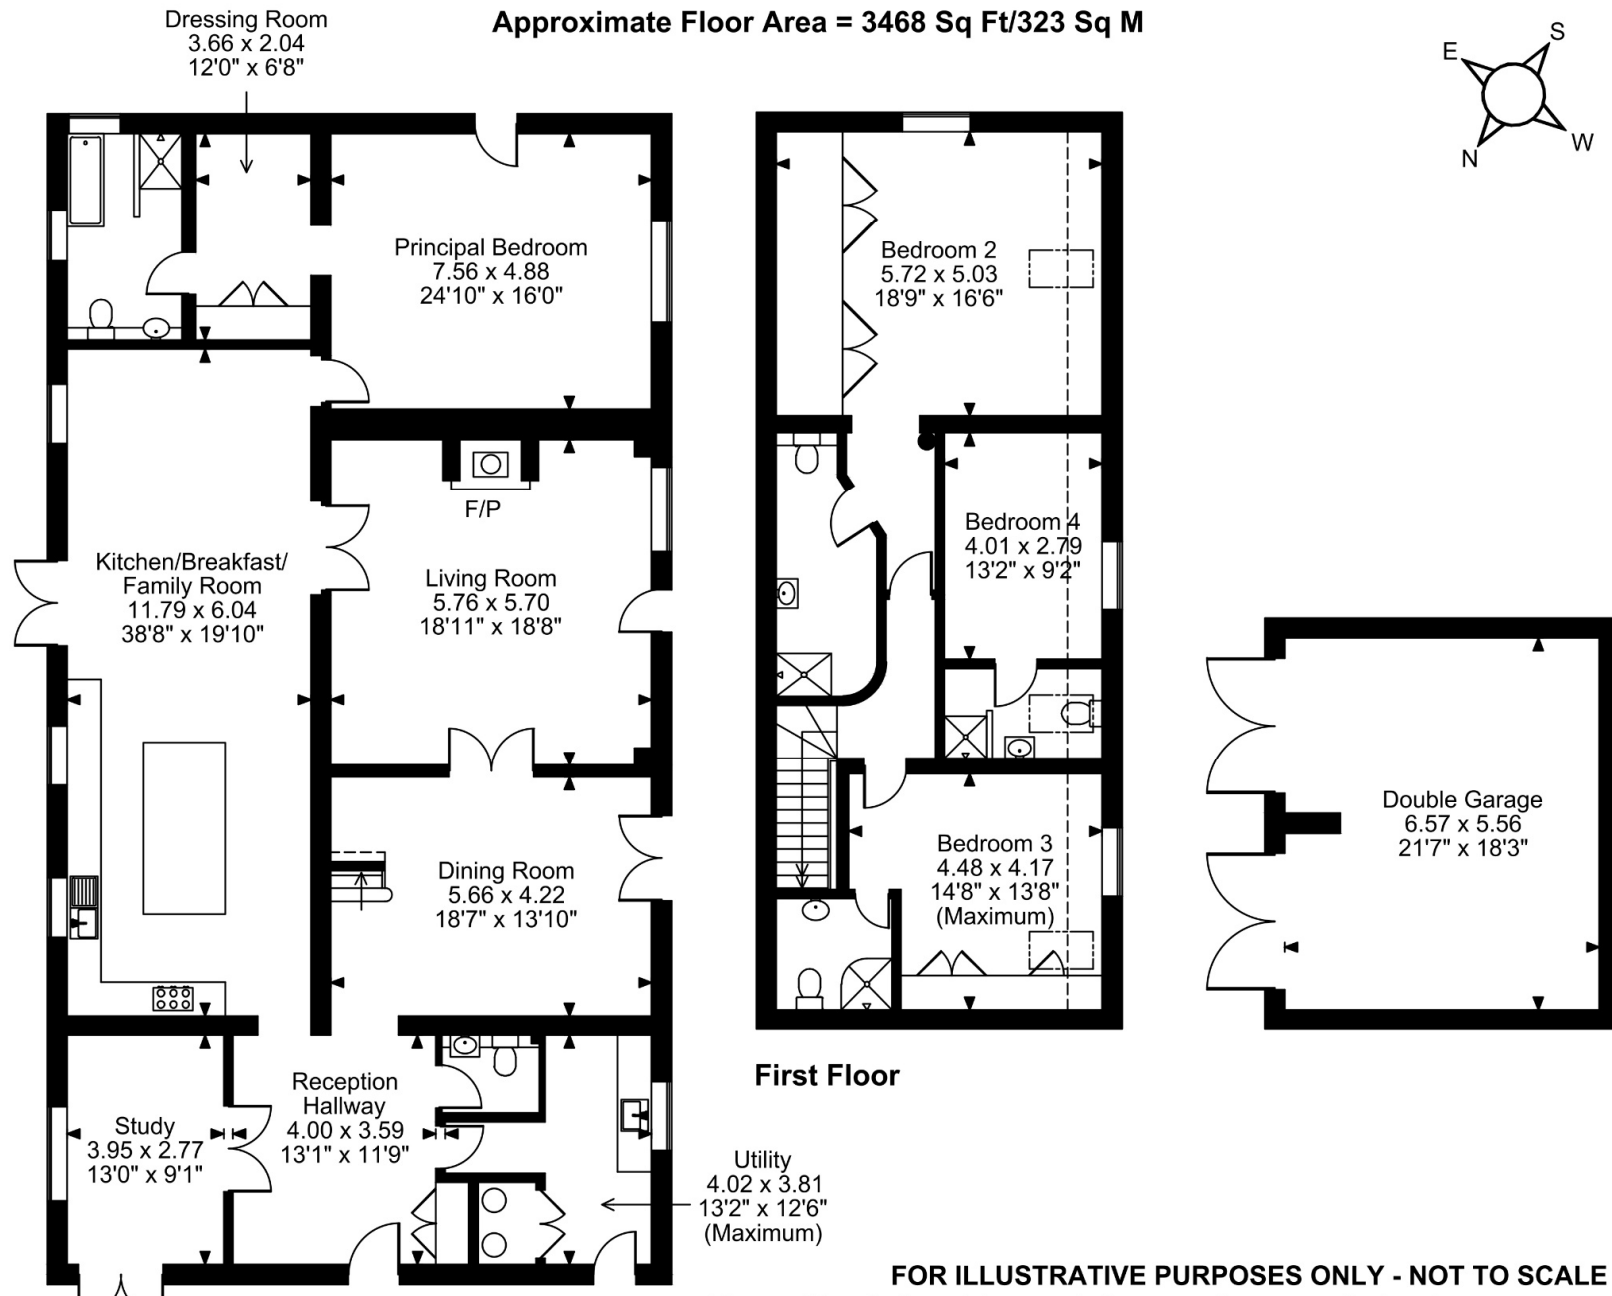 Approximate Floor Area = 3468 Sq Ft/323 Sq M
Dressing Room
3.66 x 2.04
12'0" x 6'8"
E
S
N
W
Principal Bedroom
7.56 x 4.88
24'10" x 16'0"
Kitchen/Breakfast/
Family Room
11.79 x 6.04
38'8" x 19'10"
F/P
Living Room
5.76 x 5.70
18'11" x 18'8"
Dining Room
5.66 x 4.22
18'7" x 13'10"
Study
3.95 x 2.77
13'0" x 9'1"
Reception
Hallway
4.00 x 3.59
13'1" x 11'9"
Utility
4.02 x 3.81
13'2" x 12'6"
(Maximum)
Bedroom 2
5.72 x 5.03
18'9" x 16'6"
Bedroom 4
4.01 x 2.79
13'2" x 9'2"
Bedroom 3
4.48 x 4.17
14'8" x 13'8"
(Maximum)
First Floor
Double Garage
6.57 x 5.56
21'7" x 18'3"
FOR ILLUSTRATIVE PURPOSES ONLY - NOT TO SCALE